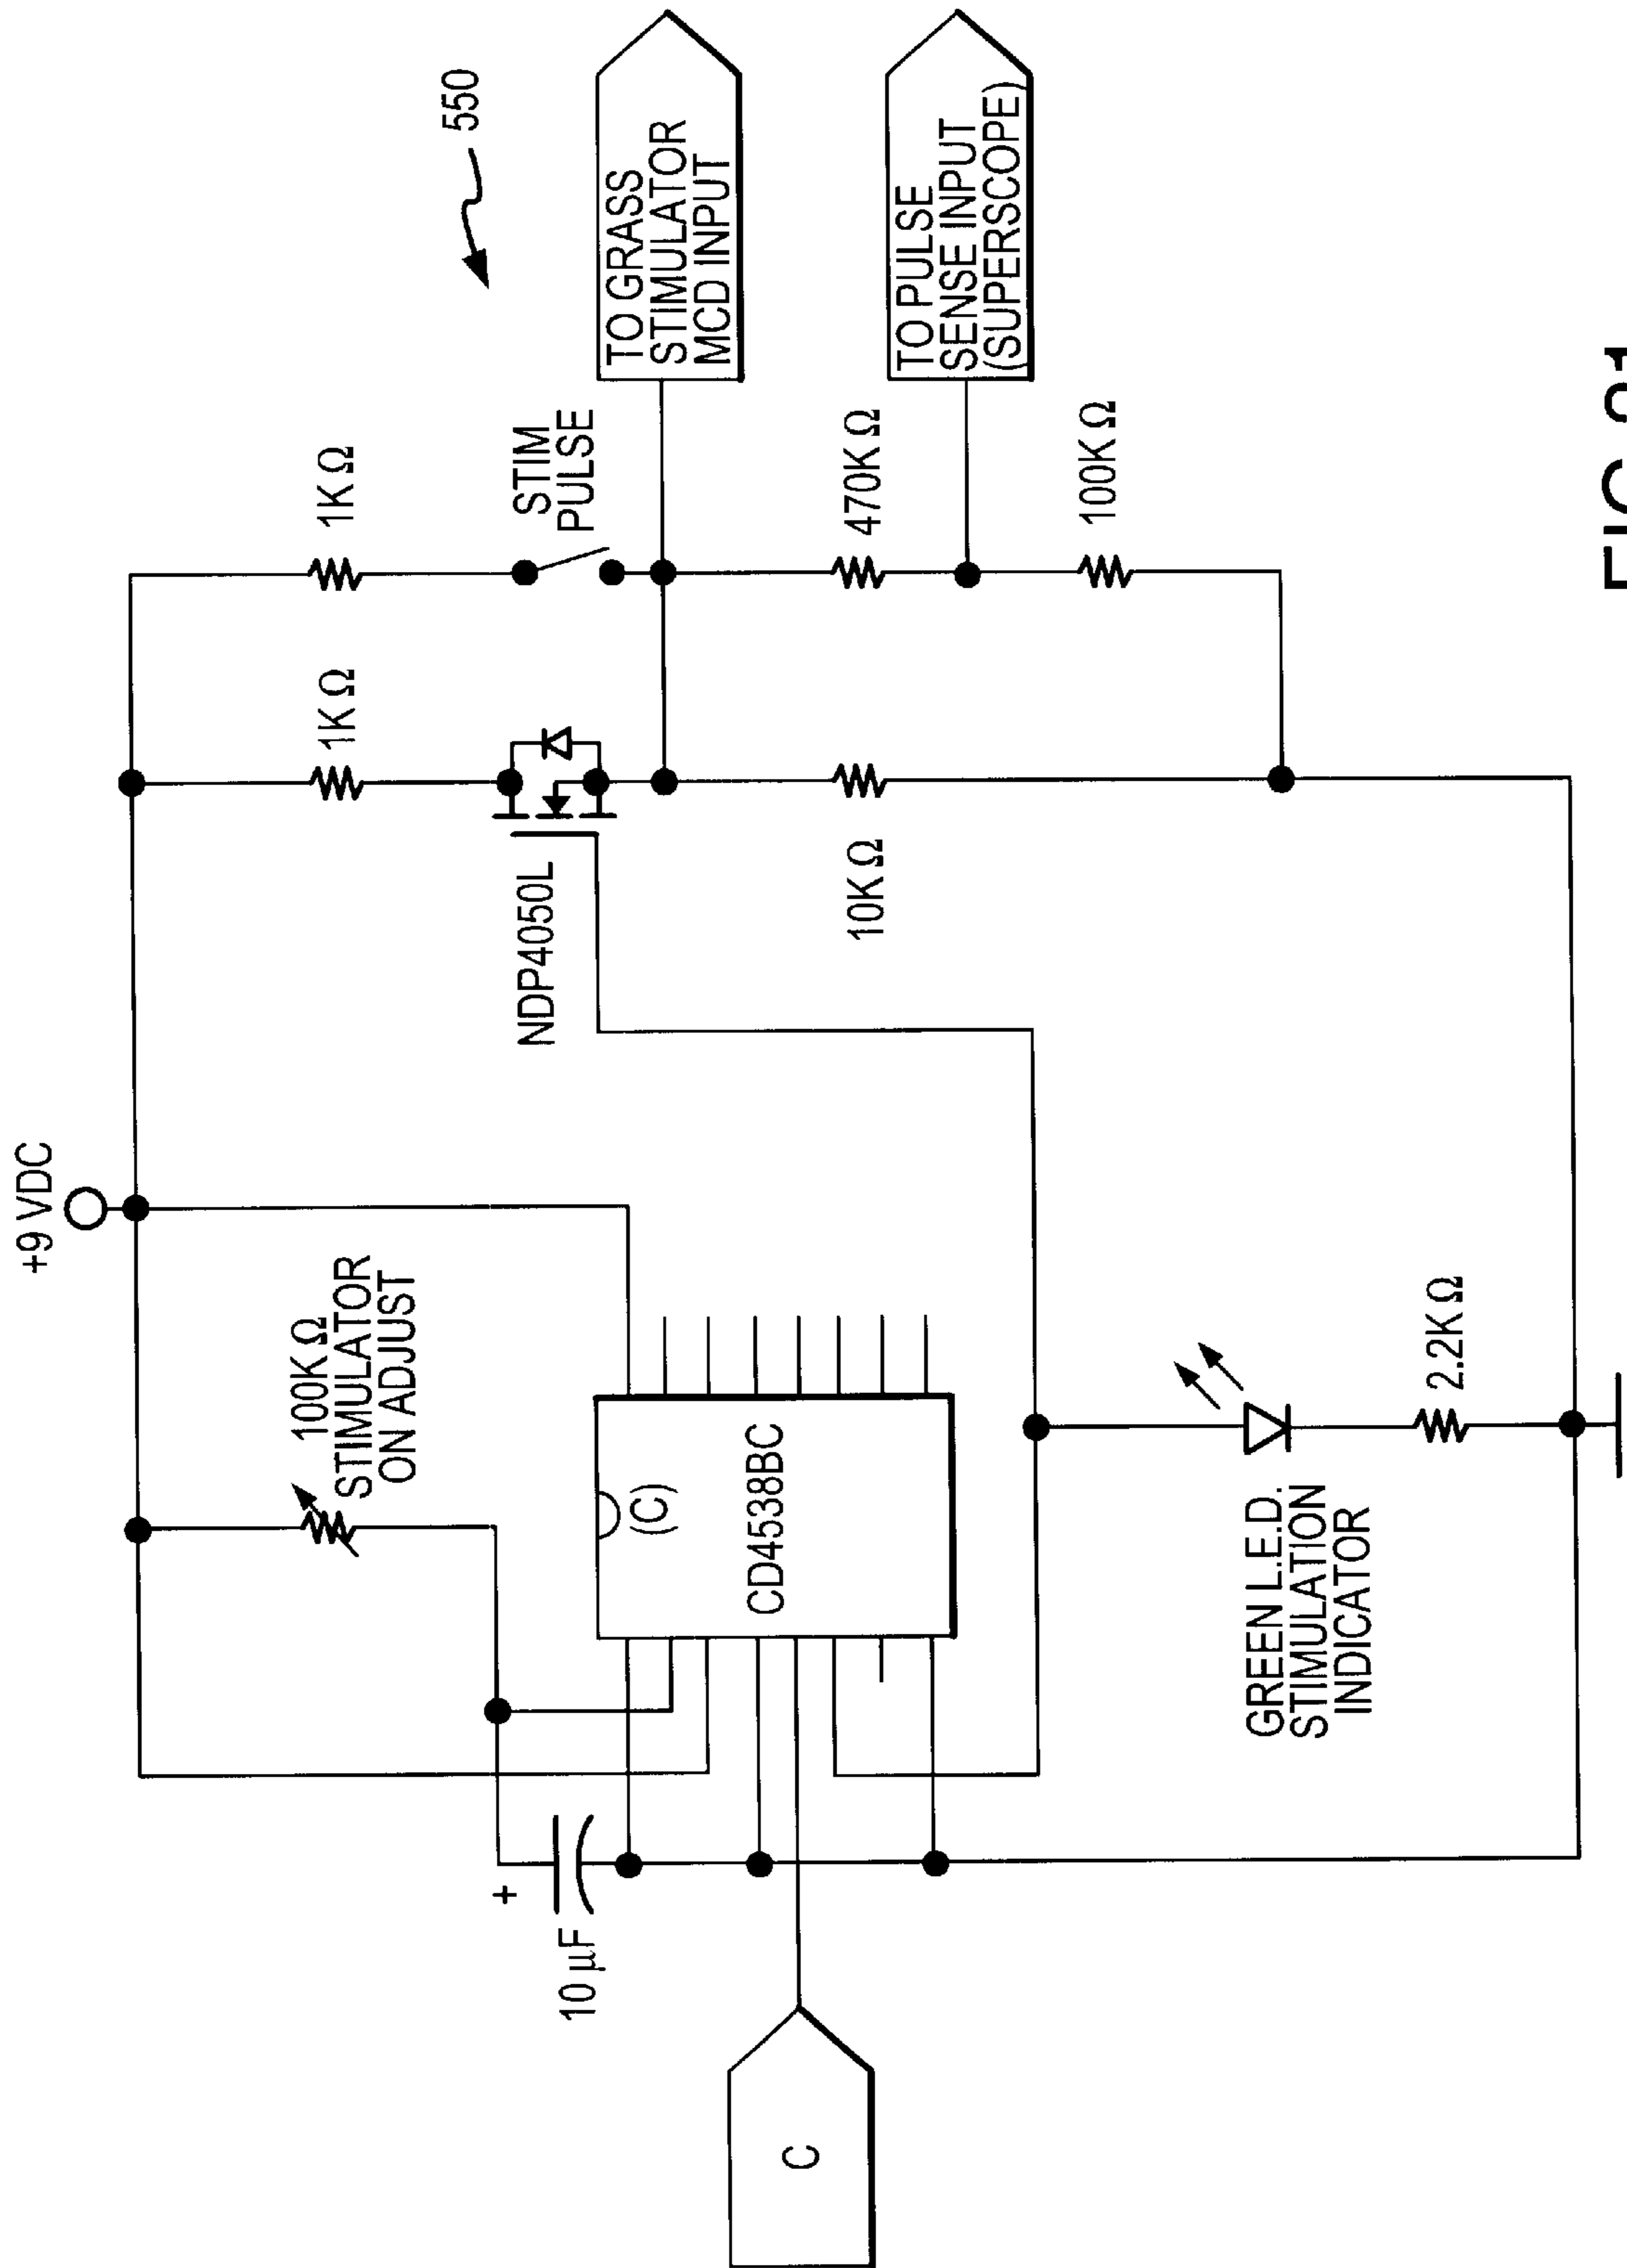 +9 VDC
550
100K Ω
STIMULATOR
ON ADJUST
1K Ω
1K Ω
STIM
PULSE
TO GRASS
STIMULATOR
MCD INPUT
NDP4050L
+
10 μF
(C)
CD4538BC
C
10K Ω
470K Ω
TO PULSE
SENSE INPUT
(SUPERSCOPE)
100K Ω
GREEN L.E.D.
STIMULATION
INDICATOR
2.2K Ω